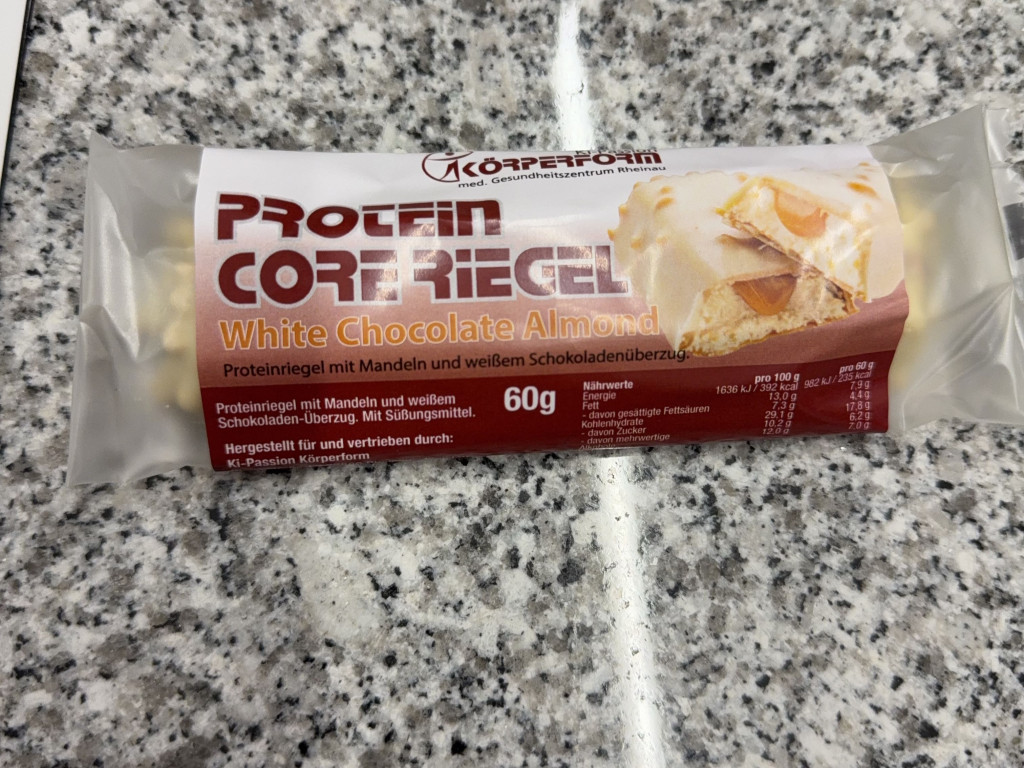 Ki-Passion
KÖRPERFORM
med. Gesundheitszentrum Rheinau
PROTEIN
CORE RIEGEL
White Chocolate Almond
Proteinriegel mit Mandeln und weißem Schokoladenüberzug.
Proteinriegel mit Mandeln und weißem
Schokoladen-Überzug. Mit Süßungsmittel.
60g
Hergestellt für und vertrieben durch:
Ki-Passion Körperform
Nährwerte pro 100 g pro 60 g
Energie 1636 kJ / 392 kcal 982 kJ / 235 kcal
Fett 13,0 g 7,9 g
- davon gesättigte Fettsäuren 7,3 g 4,4 g
Kohlenhydrate 29,1 g 17,8 g
- davon Zucker 10,2 g 6,2 g
- davon mehrwertige 12,0 g 7,0 g